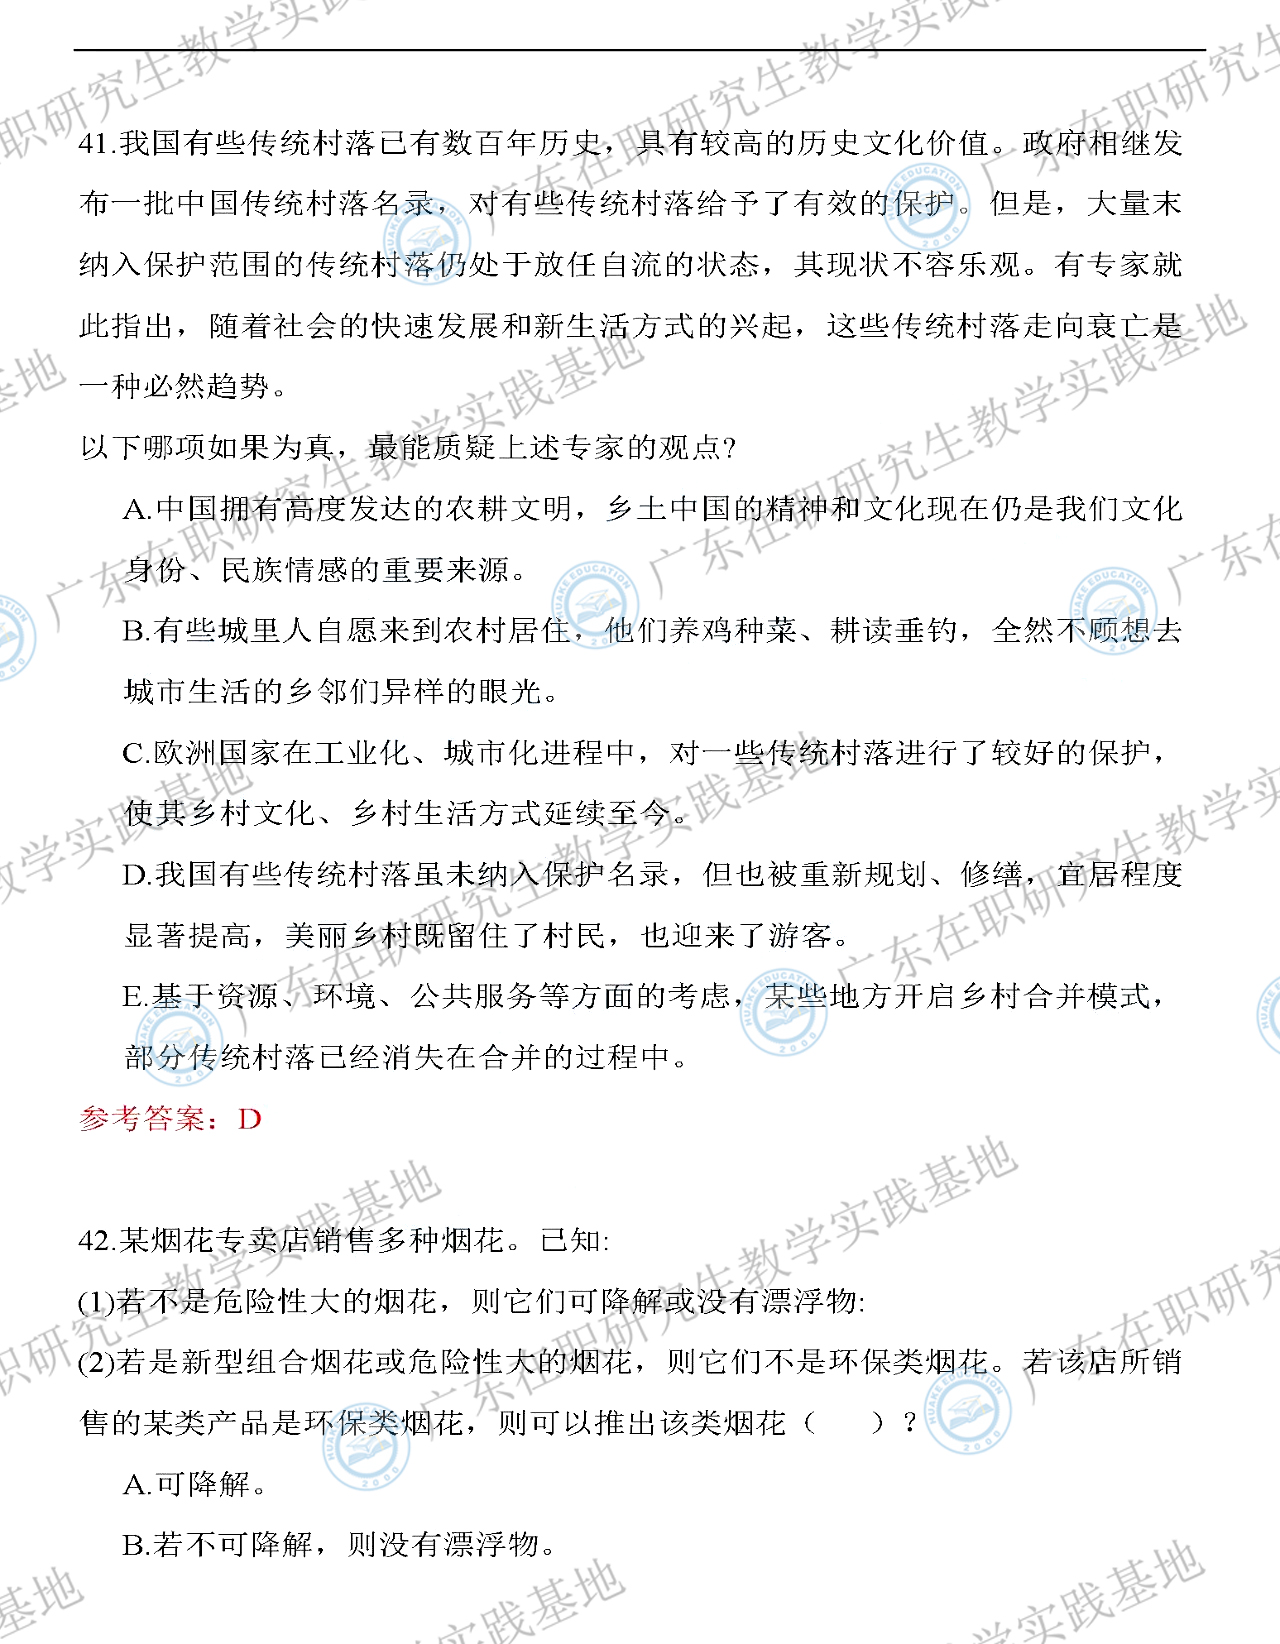 41.我国有些传统村落已有数百年历史，具有较高的历史文化价值。政府相继发
布一批中国传统村落名录，对有些传统村落给予了有效的保护。但是，大量末
纳入保护范围的传统村落仍处于放任自流的状态，其现状不容乐观。有专家就
此指出，随着社会的快速发展和新生活方式的兴起，这些传统村落走向衰亡是
一种必然趋势。
以下哪项如果为真，最能质疑上述专家的观点?
A.中国拥有高度发达的农耕文明，乡土中国的精神和文化现在仍是我们文化
身份、民族情感的重要来源。
B.有些城里人自愿来到农村居住，他们养鸡种菜、耕读垂钓，全然不顾想去
城市生活的乡邻们异样的眼光。
C.欧洲国家在工业化、城市化进程中，对一些传统村落进行了较好的保护，
使其乡村文化、乡村生活方式延续至今。
D.我国有些传统村落虽未纳入保护名录，但也被重新规划、修缮，宜居程度
显著提高，美丽乡村既留住了村民，也迎来了游客。
E.基于资源、环境、公共服务等方面的考虑，某些地方开启乡村合并模式，
部分传统村落已经消失在合并的过程中。
参考答案：D
42.某烟花专卖店销售多种烟花。已知:
(1)若不是危险性大的烟花，则它们可降解或没有漂浮物:
(2)若是新型组合烟花或危险性大的烟花，则它们不是环保类烟花。若该店所销
售的某类产品是环保类烟花，则可以推出该类烟花（　　）？
A.可降解。
B.若不可降解，则没有漂浮物。
广东在职研究生教学实践基地
HUAKE EDUCATION
2000